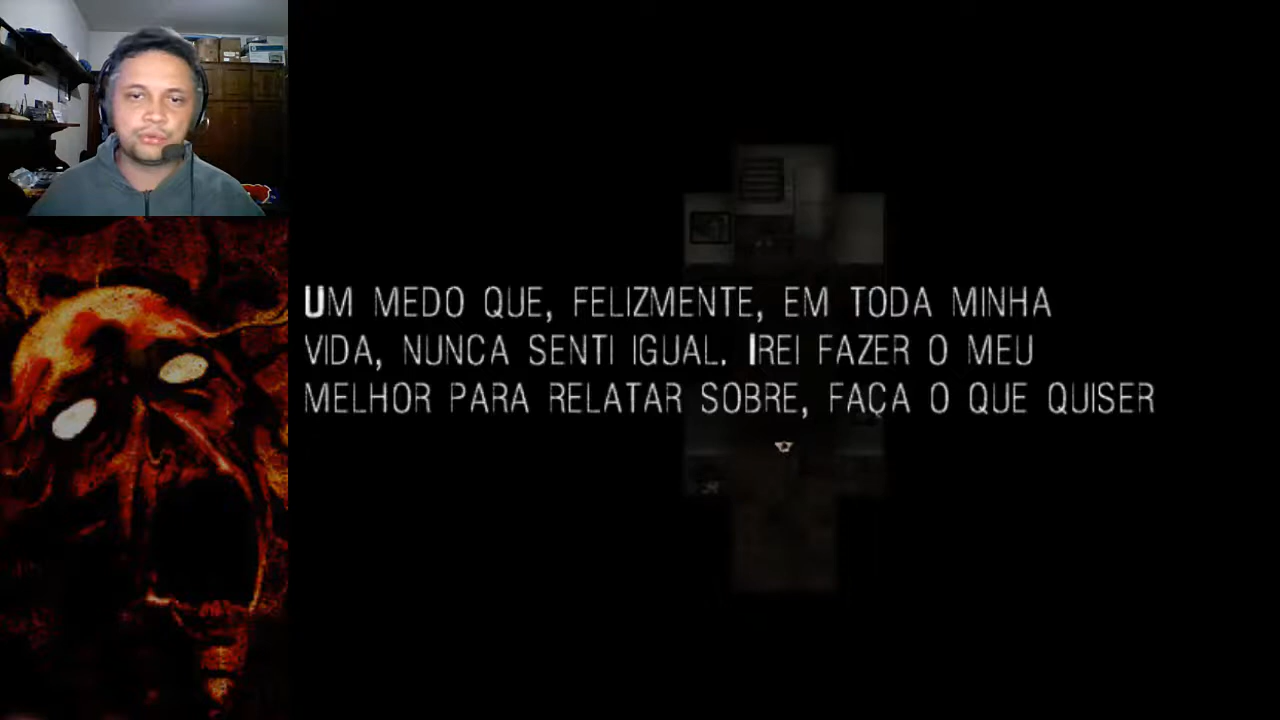 UM MEDO QUE, FELIZMENTE, EM TODA MINHA
VIDA, NUNCA SENTI IGUAL. IREI FAZER O MEU
MELHOR PARA RELATAR SOBRE, FAÇA O QUE QUISER